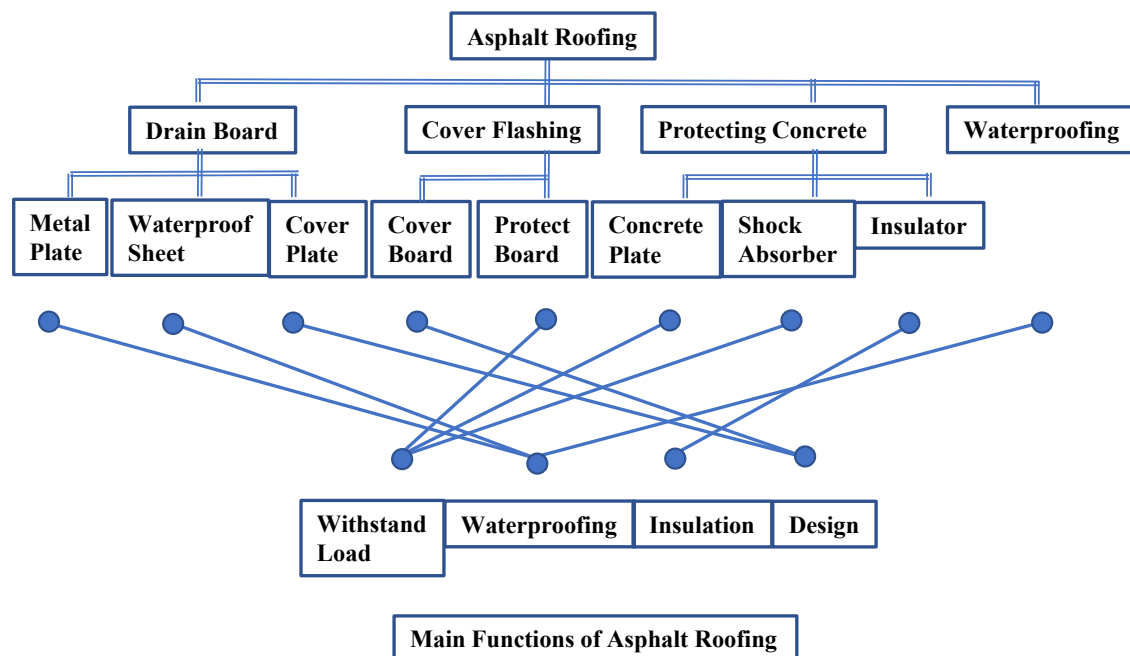 Asphalt Roofing
Drain Board
Cover Flashing
Protecting Concrete
Waterproofing
Metal
Plate
Waterproof
Sheet
Cover
Plate
Cover
Board
Protect
Board
Concrete
Plate
Shock
Absorber
Insulator
Withstand
Load
Waterproofing
Insulation
Design
Main Functions of Asphalt Roofing